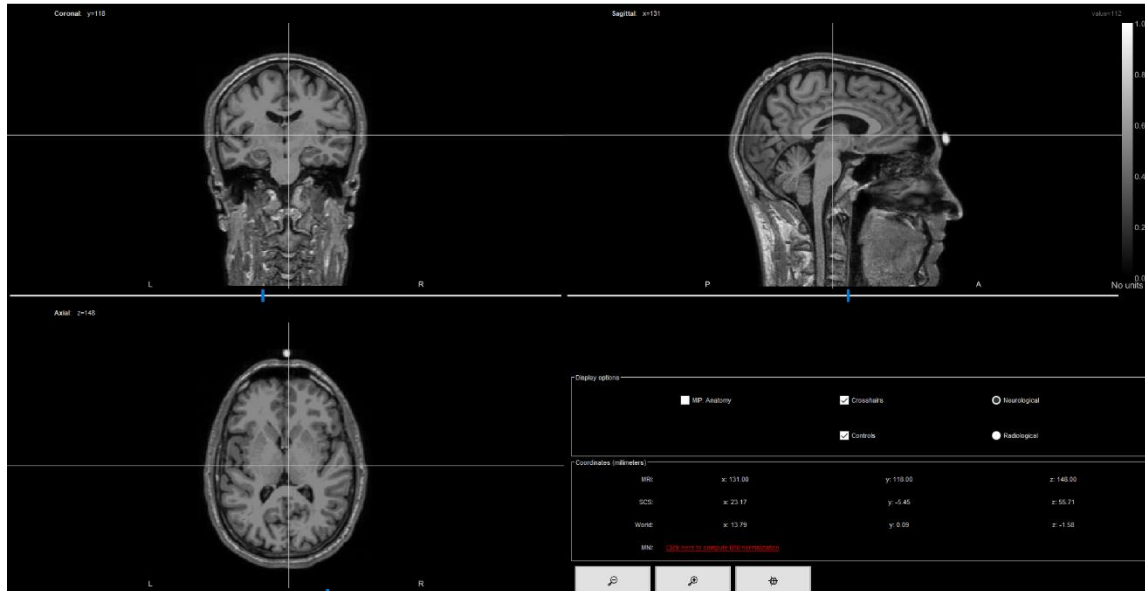 Coronal: y=118
Sagittal: x=131
value=112
1.0
0.8
0.6
0.4
0.2
0.0
No units
L R
P A
Axial: z=148
L R
Display options
MIP: Anatomy
Crosshairs
Neurological
Controls
Radiological
Coordinates (milimeters)
MRI: x: 131.00 y: 118.00 z: 148.00
SCS: x: 23.17 y: -5.45 z: 55.71
World: x: 13.79 y: 0.09 z: -1.58
MNI: Click here to compute MNI normalization